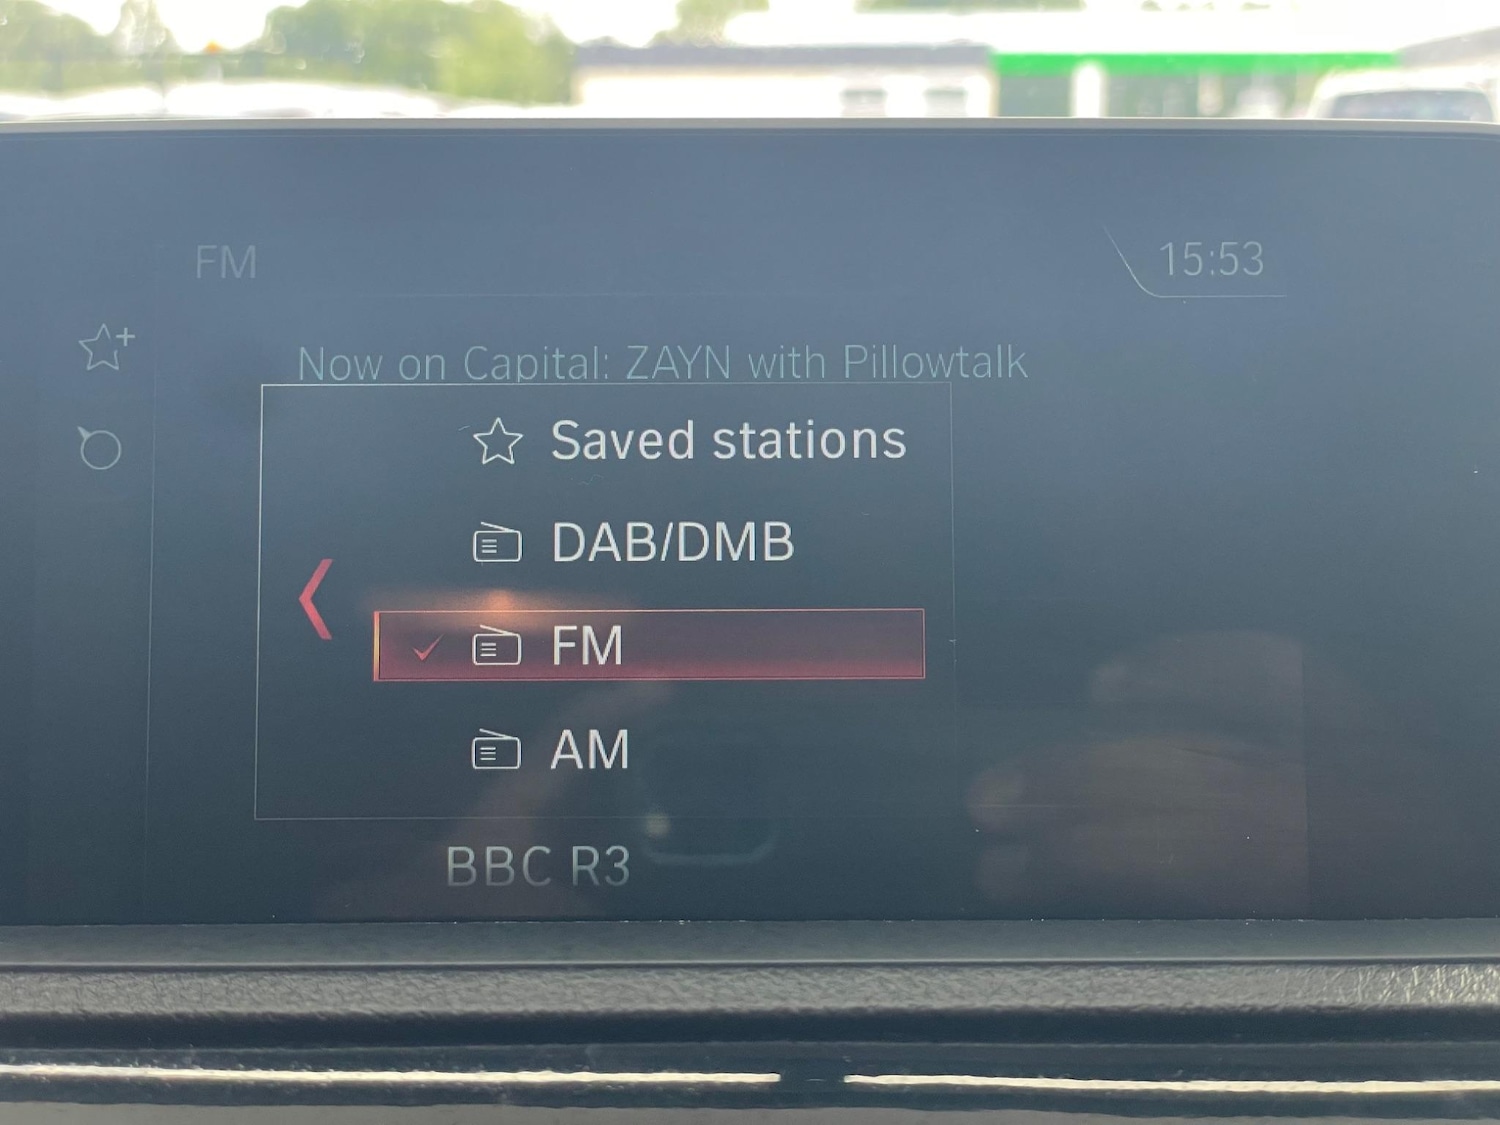 FM
15:53
Now on Capital: ZAYN with Pillowtalk
Saved stations
DAB/DMB
FM
AM
BBC R3